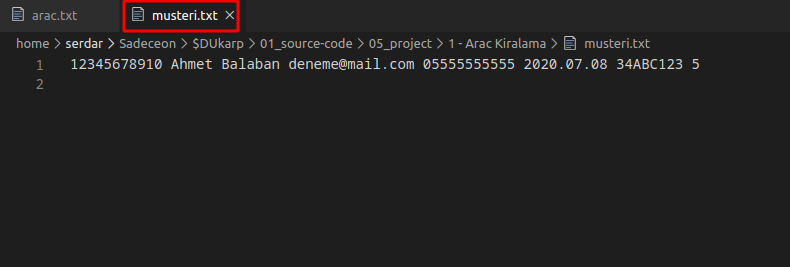 arac.txt musteri.txt ×
home > serdar > Sadeceon > $DUkarp > 01_source-code > 05_project > 1 - Arac Kiralama > musteri.txt
1 12345678910 Ahmet Balaban deneme@mail.com 05555555555 2020.07.08 34ABC123 5
2